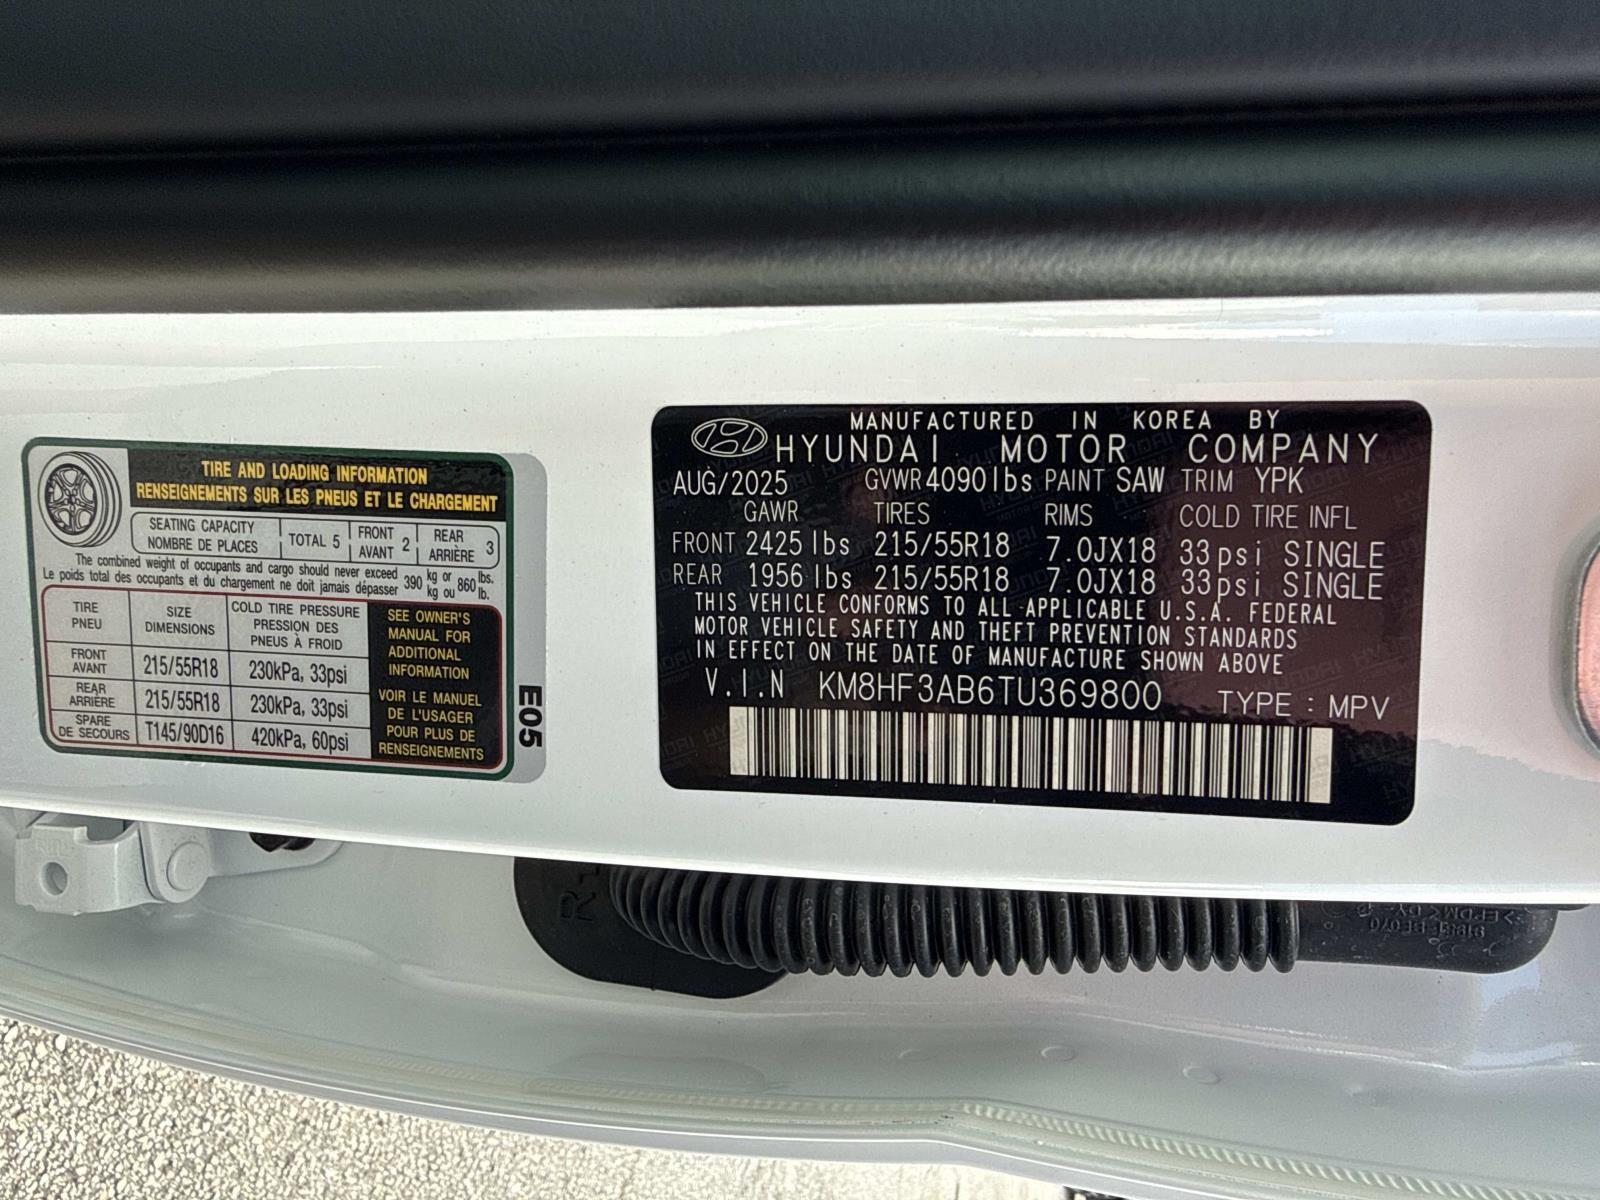 TIRE AND LOADING INFORMATION
RENSEIGNEMENTS SUR LES PNEUS ET LE CHARGEMENT
SEATING CAPACITY
NOMBRE DE PLACES
TOTAL 5
FRONT
AVANT 2
REAR
ARRIÈRE 3
The combined weight of occupants and cargo should never exceed 390 kg or 860 lbs.
Le poids total des occupants et du chargement ne doit jamais dépasser kg ou lb.
TIRE
PNEU
SIZE
DIMENSIONS
COLD TIRE PRESSURE
PRESSION DES
PNEUS À FROID
FRONT
AVANT
215/55R18
230kPa, 33psi
REAR
ARRIÈRE
215/55R18
230kPa, 33psi
SPARE
DE SECOURS
T145/90D16
420kPa, 60psi
SEE OWNER'S
MANUAL FOR
ADDITIONAL
INFORMATION
VOIR LE MANUEL
DE L'USAGER
POUR PLUS DE
RENSEIGNEMENTS
E05
MANUFACTURED IN KOREA BY
HYUNDAI MOTOR COMPANY
AUG/2025 GVWR 4090lbs PAINT SAW TRIM YPK
GAWR TIRES RIMS COLD TIRE INFL
FRONT 2425 lbs 215/55R18 7.0JX18 33psi SINGLE
REAR 1956 lbs 215/55R18 7.0JX18 33psi SINGLE
THIS VEHICLE CONFORMS TO ALL APPLICABLE U.S.A. FEDERAL
MOTOR VEHICLE SAFETY AND THEFT PREVENTION STANDARDS
IN EFFECT ON THE DATE OF MANUFACTURE SHOWN ABOVE
V.I.N KM8HF3AB6TU369800 TYPE : MPV